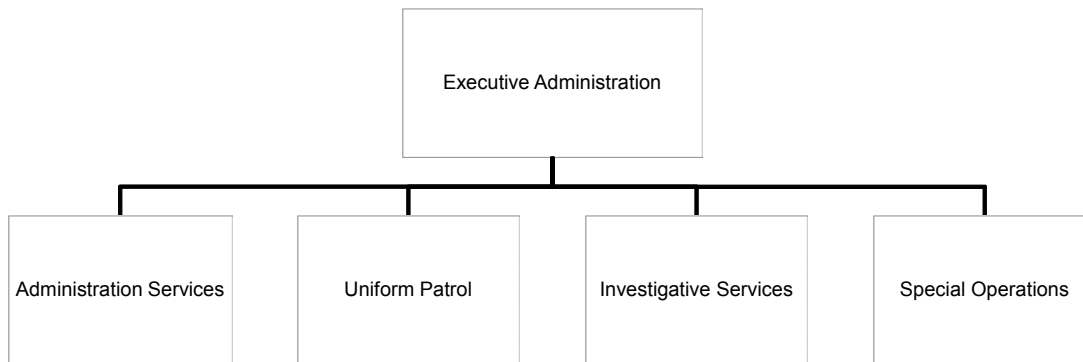 Executive Administration
Administration Services
Uniform Patrol
Investigative Services
Special Operations